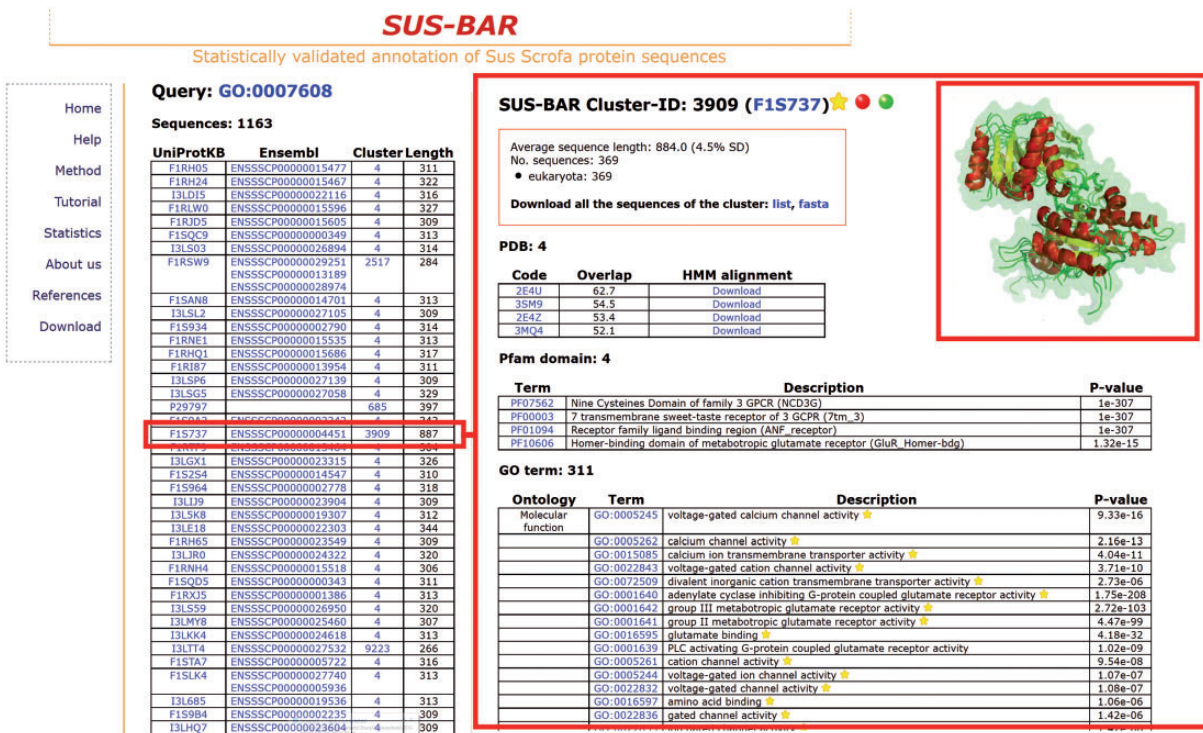 SUS-BAR
Statistically validated annotation of Sus Scrofa protein sequences
Home
Help
Method
Tutorial
Statistics
About us
References
Download
Query: GO:0007608
Sequences: 1163
UniProtKB Ensembl Cluster Length
F1RH05 ENSSSCP00000015477 4 311
F1RH24 ENSSSCP00000015467 4 322
I3LDI5 ENSSSCP00000022116 4 316
F1RLW0 ENSSSCP00000015596 4 327
F1RJD5 ENSSSCP00000015605 4 309
F1SQC9 ENSSSCP00000000349 4 313
I3LS03 ENSSSCP00000026894 4 314
F1RSW9 ENSSSCP00000029251 2517 284
ENSSSCP00000013189
ENSSSCP00000028974
F1SAN8 ENSSSCP00000014701 4 313
I3LSL2 ENSSSCP00000027105 4 309
F1S934 ENSSSCP00000002790 4 314
F1RNE1 ENSSSCP00000015535 4 313
F1RHQ1 ENSSSCP00000015686 4 317
F1RI87 ENSSSCP00000013954 4 311
I3LSP6 ENSSSCP00000027139 4 309
I3LSG5 ENSSSCP00000027058 4 329
P29797 685 397
F1S737 ENSSSCP00000004451 3909 887
I3LGX1 ENSSSCP00000023315 4 326
F1S2S4 ENSSSCP00000014547 4 310
F1S964 ENSSSCP00000002778 4 318
I3LIJ9 ENSSSCP00000023904 4 309
I3L5K8 ENSSSCP00000019307 4 312
I3LE18 ENSSSCP00000022303 4 344
F1RH65 ENSSSCP00000023549 4 309
I3LJR0 ENSSSCP00000024322 4 320
F1RNH4 ENSSSCP00000015518 4 306
F1SQD5 ENSSSCP00000000343 4 311
F1RXJ5 ENSSSCP00000001386 4 313
I3LS59 ENSSSCP00000026950 4 320
I3LMY8 ENSSSCP00000025460 4 307
I3LKK4 ENSSSCP00000024618 4 313
I3LTT4 ENSSSCP00000027532 9223 266
F1STA7 ENSSSCP00000005722 4 316
F1SLK4 ENSSSCP00000027740 4 313
ENSSSCP00000005936
I3L685 ENSSSCP00000019536 4 313
F1S9B4 ENSSSCP00000002235 4 309
I3LHQ7 ENSSSCP00000023604 4 309
SUS-BAR Cluster-ID: 3909 (F1S737)
Average sequence length: 884.0 (4.5% SD)
No. sequences: 369
• eukaryota: 369
Download all the sequences of the cluster: list, fasta
PDB: 4
Code Overlap HMM alignment
2E4U 62.7 Download
3SM9 54.5 Download
2E4Z 53.4 Download
3MQ4 52.1 Download
Pfam domain: 4
Term Description P-value
PF07562 Nine Cysteines Domain of family 3 GPCR (NCD3G) 1e-307
PF00003 7 transmembrane sweet-taste receptor of 3 GCPR (7tm_3) 1e-307
PF01094 Receptor family ligand binding region (ANF_receptor) 1e-307
PF10606 Homer-binding domain of metabotropic glutamate receptor (GluR_Homer-bdg) 1.32e-15
GO term: 311
Ontology Term Description P-value
Molecular function GO:0005245 voltage-gated calcium channel activity 9.33e-16
GO:0005262 calcium channel activity 2.16e-13
GO:0015085 calcium ion transmembrane transporter activity 4.04e-11
GO:0022843 voltage-gated cation channel activity 3.71e-10
GO:0072509 divalent inorganic cation transmembrane transporter activity 2.73e-06
GO:0001640 adenylate cyclase inhibiting G-protein coupled glutamate receptor activity 1.75e-208
GO:0001642 group III metabotropic glutamate receptor activity 2.72e-103
GO:0001641 group II metabotropic glutamate receptor activity 4.47e-99
GO:0016595 glutamate binding 4.18e-32
GO:0001639 PLC activating G-protein coupled glutamate receptor activity 1.02e-09
GO:0005261 cation channel activity 9.54e-08
GO:0005244 voltage-gated ion channel activity 1.07e-07
GO:0022832 voltage-gated channel activity 1.08e-07
GO:0016597 amino acid binding 1.06e-06
GO:0022836 gated channel activity 1.42e-06